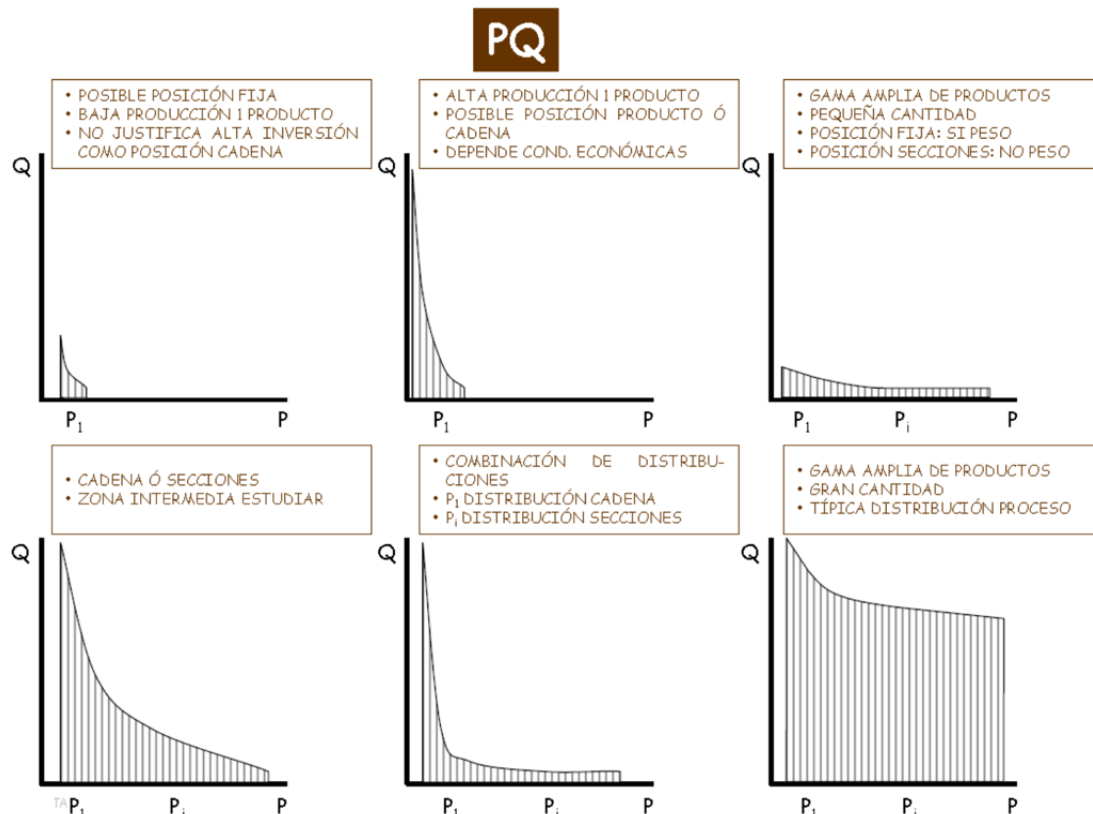 PQ
• POSIBLE POSICIÓN FIJA
• BAJA PRODUCCIÓN 1 PRODUCTO
• NO JUSTIFICA ALTA INVERSIÓN
COMO POSICIÓN CADENA
Q
P1
P
• ALTA PRODUCCIÓN 1 PRODUCTO
• POSIBLE POSICIÓN PRODUCTO Ó
CADENA
• DEPENDE COND. ECONÓMICAS
Q
P1
P
• GAMA AMPLIA DE PRODUCTOS
• PEQUEÑA CANTIDAD
• POSICIÓN FIJA: SI PESO
• POSICIÓN SECCIONES: NO PESO
Q
P1
Pi
P
• CADENA Ó SECCIONES
• ZONA INTERMEDIA ESTUDIAR
Q
TA
P1
Pi
P
• COMBINACIÓN DE DISTRIBU-
CIONES
• P1 DISTRIBUCIÓN CADENA
• Pi DISTRIBUCIÓN SECCIONES
Q
P1
Pi
P
• GAMA AMPLIA DE PRODUCTOS
• GRAN CANTIDAD
• TÍPICA DISTRIBUCIÓN PROCESO
Q
P1
Pi
P